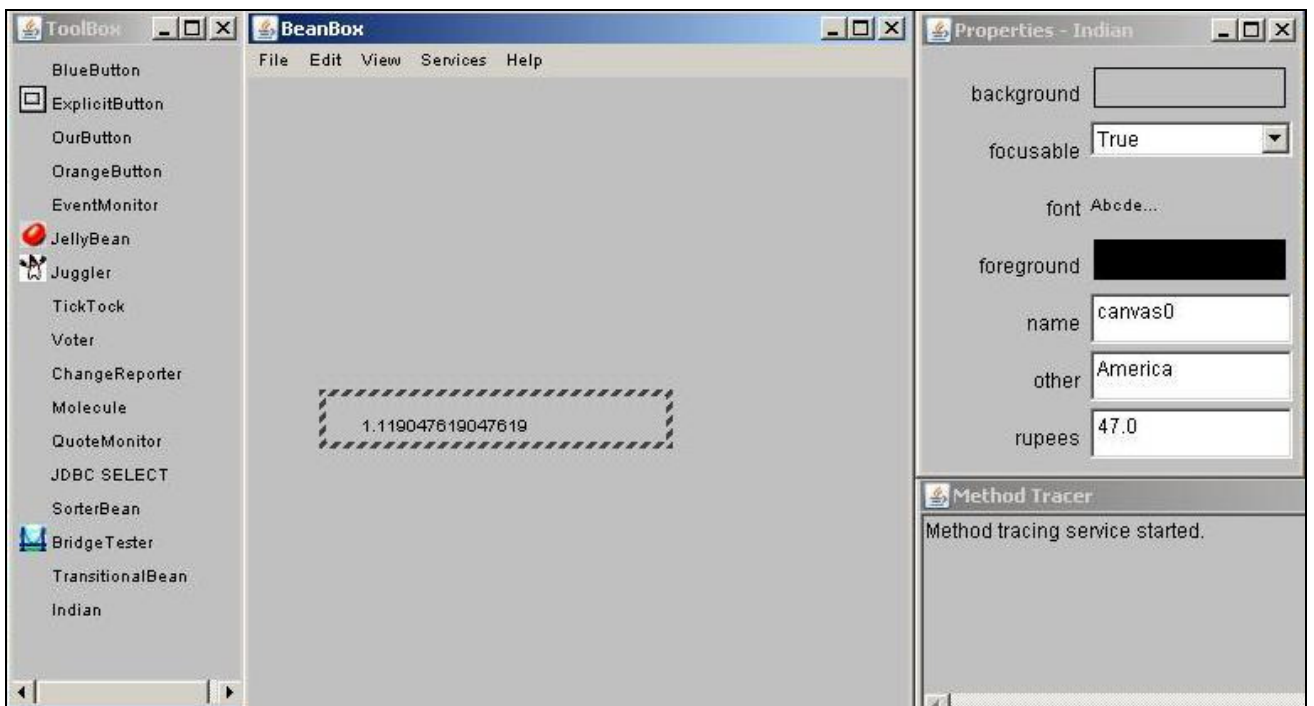 ToolBox
BlueButton
ExplicitButton
OurButton
OrangeButton
EventMonitor
JellyBean
Juggler
TickTock
Voter
ChangeReporter
Molecule
QuoteMonitor
JDBC SELECT
SorterBean
BridgeTester
TransitionalBean
Indian
BeanBox
File Edit View Services Help
1.119047619047619
Properties - Indian
background
focusable True
font Abcde...
foreground
name canvas0
other America
rupees 47.0
Method Tracer
Method tracing service started.